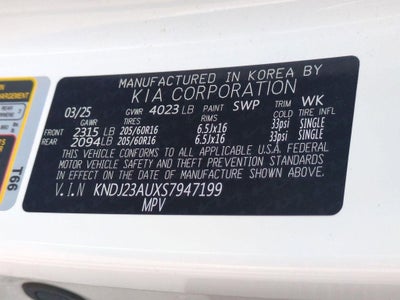 MANUFACTURED IN KOREA BY
KIA CORPORATION
03/25 GVWR 4023 LB PAINT SWP TRIM WK
GAWR TIRES RIMS COLD TIRE INFL
FRONT 2315 LB 205/60R16 6.5Jx16 33psi SINGLE
REAR 2094 LB 205/60R16 6.5Jx16 33psi SINGLE
THIS VEHICLE CONFORMS TO ALL APPLICABLE U.S.A. FEDERAL
MOTOR VEHICLE SAFETY AND THEFT PREVENTION STANDARDS
IN EFFECT ON THE DATE OF MANUFACTURE SHOWN ABOVE.
V.I.N KNDJ23AUXS7947199
MPV
T66